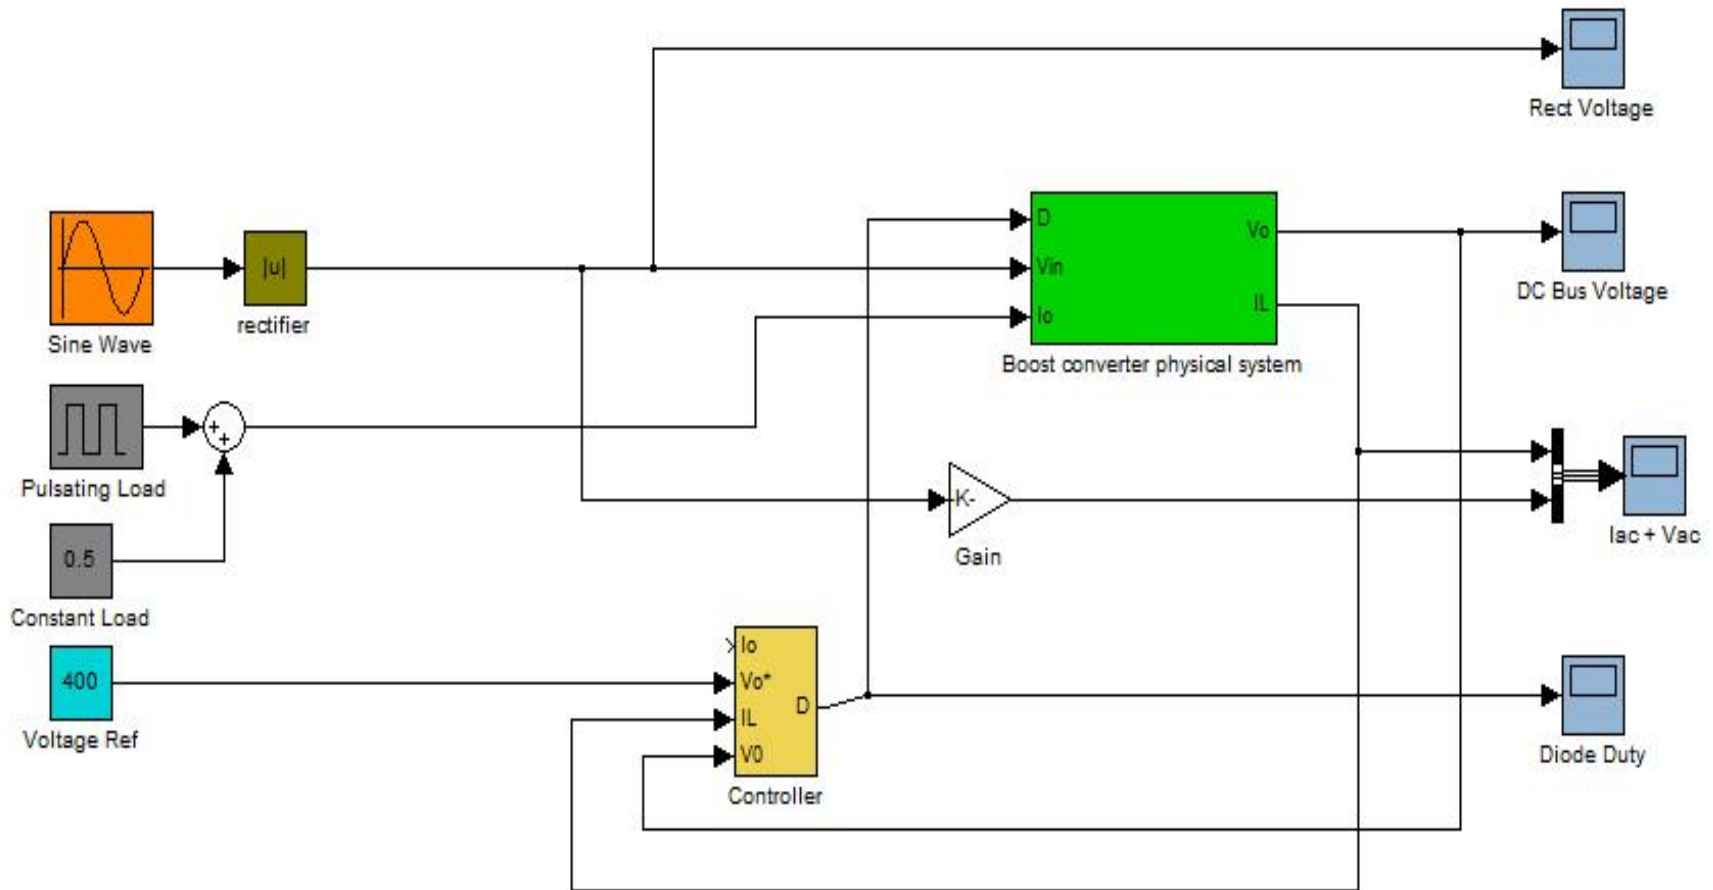 Rect Voltage
D
Vo
Vin
|u|
DC Bus Voltage
IL
Io
rectifier
Sine Wave
Boost converter physical system
+
+
Pulsating Load
K-
Iac + Vac
0.5
Gain
Constant Load
Io
400
Vo*
D
IL
Voltage Ref
V0
Diode Duty
Controller